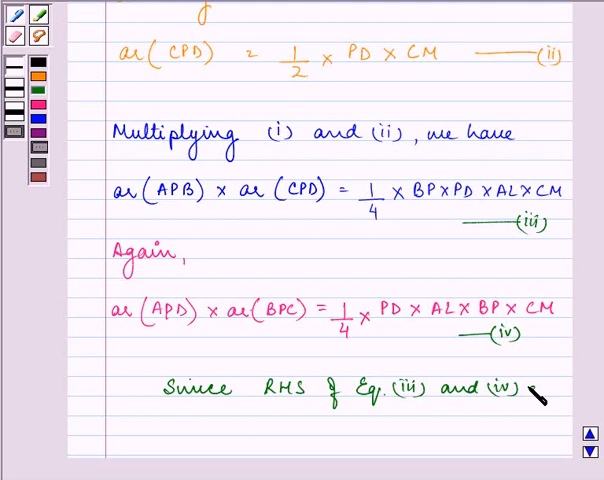 ar(CPD) = 1/2 × PD × CM —(ii)
Multiplying (i) and (ii), we have
ar(APB) × ar(CPD) = 1/4 × BP×PD×AL×CM
—(iii)
Again,
ar(APD) × ar(BPC) = 1/4 × PD × AL × BP × CM
—(iv)
Since RHS of Eq.(iii) and (iv)